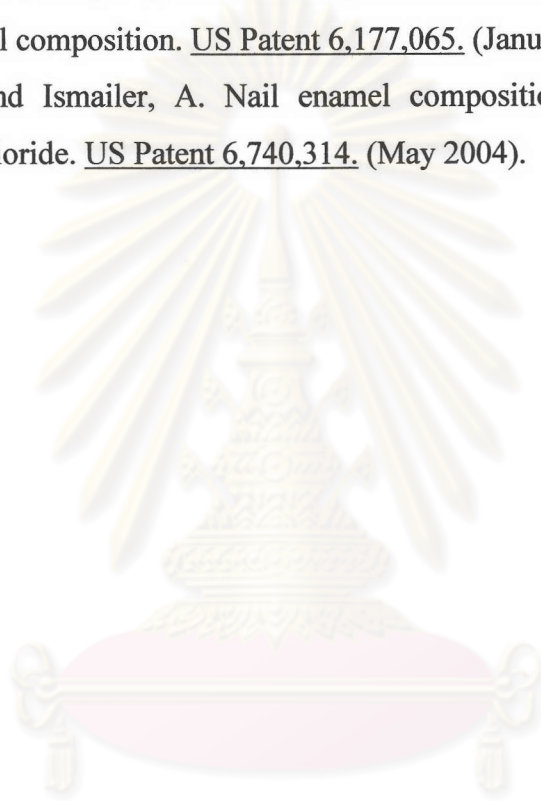 l composition. US Patent 6,177,065. (Janu
nd Ismailer, A. Nail enamel compositio
ioride. US Patent 6,740,314. (May 2004).